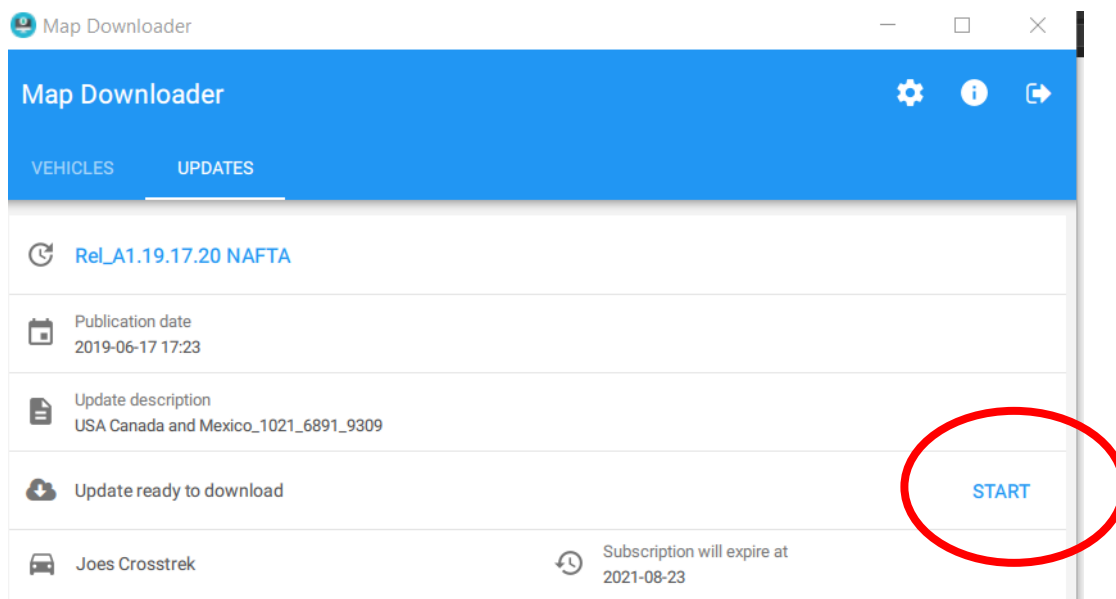 Map Downloader
Map Downloader
VEHICLES UPDATES
Rel_A1.19.17.20 NAFTA
Publication date
2019-06-17 17:23
Update description
USA Canada and Mexico_1021_6891_9309
Update ready to download START
Joes Crosstrek
Subscription will expire at
2021-08-23